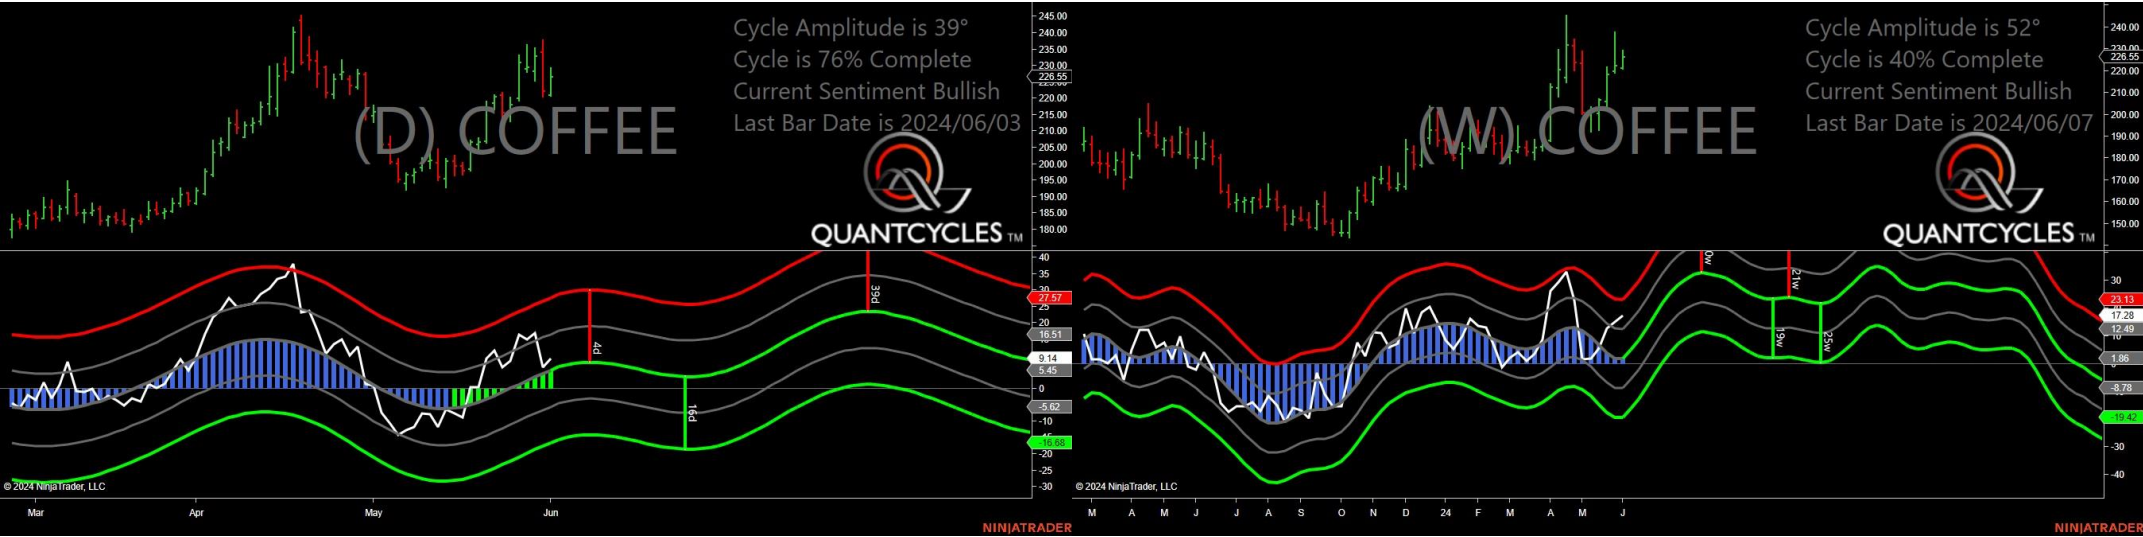 Cycle Amplitude is 39°
Cycle is 76% Complete
Current Sentiment Bullish
Last Bar Date is 2024/06/03
(D) COFFEE
QUANTCYCLES TM
245.00
240.00
235.00
230.00
226.55
220.00
215.00
210.00
205.00
200.00
195.00
190.00
185.00
180.00
40
35
30
27.57
25
20
16.51
9.14
5.45
0
-5.62
-10
-16.68
-20
-25
-30
4d
16d
39d
© 2024 NinjaTrader, LLC
Mar Apr May Jun
NINJATRADER
Cycle Amplitude is 52°
Cycle is 40% Complete
Current Sentiment Bullish
Last Bar Date is 2024/06/07
(W) COFFEE
QUANTCYCLES TM
240.00
230.00
226.55
220.00
210.00
200.00
190.00
180.00
170.00
160.00
150.00
30
23.13
17.28
12.49
1.86
-8.78
-19.42
-30
-40
0w
21w
19w
25w
© 2024 NinjaTrader, LLC
M A M J J A S O N D 24 F M A M J
NINJATRADER